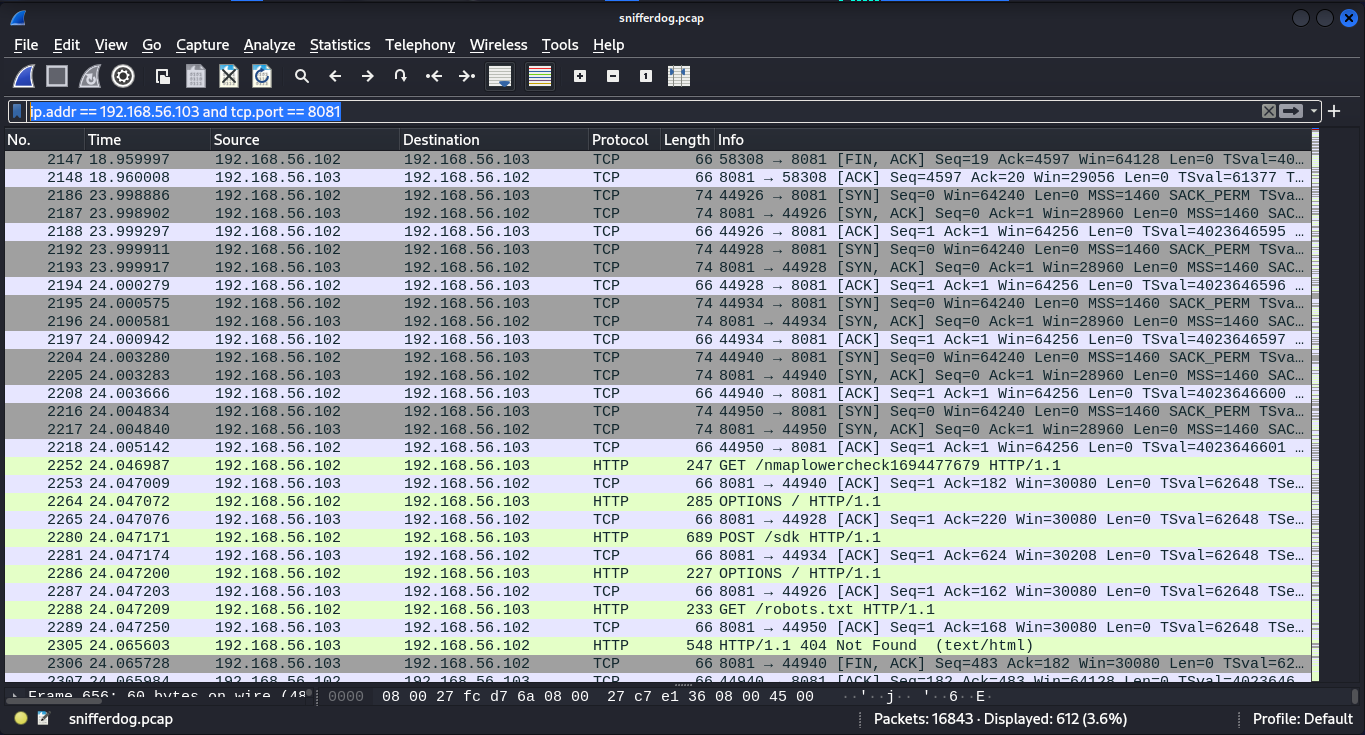 snifferdog.pcap
File Edit View Go Capture Analyze Statistics Telephony Wireless Tools Help
ip.addr == 192.168.56.103 and tcp.port == 8081
No. Time Source Destination Protocol Length Info
2147 18.959997 192.168.56.102 192.168.56.103 TCP 66 58308 → 8081 [FIN, ACK] Seq=19 Ack=4597 Win=64128 Len=0 TSval=40…
2148 18.960008 192.168.56.103 192.168.56.102 TCP 66 8081 → 58308 [ACK] Seq=4597 Ack=20 Win=29056 Len=0 TSval=61377 T…
2186 23.998886 192.168.56.102 192.168.56.103 TCP 74 44926 → 8081 [SYN] Seq=0 Win=64240 Len=0 MSS=1460 SACK_PERM TSva…
2187 23.998902 192.168.56.103 192.168.56.102 TCP 74 8081 → 44926 [SYN, ACK] Seq=0 Ack=1 Win=28960 Len=0 MSS=1460 SAC…
2188 23.999297 192.168.56.102 192.168.56.103 TCP 66 44926 → 8081 [ACK] Seq=1 Ack=1 Win=64256 Len=0 TSval=4023646595 …
2192 23.999911 192.168.56.102 192.168.56.103 TCP 74 44928 → 8081 [SYN] Seq=0 Win=64240 Len=0 MSS=1460 SACK_PERM TSva…
2193 23.999917 192.168.56.103 192.168.56.102 TCP 74 8081 → 44928 [SYN, ACK] Seq=0 Ack=1 Win=28960 Len=0 MSS=1460 SAC…
2194 24.000279 192.168.56.102 192.168.56.103 TCP 66 44928 → 8081 [ACK] Seq=1 Ack=1 Win=64256 Len=0 TSval=4023646596 …
2195 24.000575 192.168.56.102 192.168.56.103 TCP 74 44934 → 8081 [SYN] Seq=0 Win=64240 Len=0 MSS=1460 SACK_PERM TSva…
2196 24.000581 192.168.56.103 192.168.56.102 TCP 74 8081 → 44934 [SYN, ACK] Seq=0 Ack=1 Win=28960 Len=0 MSS=1460 SAC…
2197 24.000942 192.168.56.102 192.168.56.103 TCP 66 44934 → 8081 [ACK] Seq=1 Ack=1 Win=64256 Len=0 TSval=4023646597 …
2204 24.003280 192.168.56.102 192.168.56.103 TCP 74 44940 → 8081 [SYN] Seq=0 Win=64240 Len=0 MSS=1460 SACK_PERM TSva…
2205 24.003283 192.168.56.103 192.168.56.102 TCP 74 8081 → 44940 [SYN, ACK] Seq=0 Ack=1 Win=28960 Len=0 MSS=1460 SAC…
2208 24.003666 192.168.56.102 192.168.56.103 TCP 66 44940 → 8081 [ACK] Seq=1 Ack=1 Win=64256 Len=0 TSval=4023646600 …
2216 24.004834 192.168.56.102 192.168.56.103 TCP 74 44950 → 8081 [SYN] Seq=0 Win=64240 Len=0 MSS=1460 SACK_PERM TSva…
2217 24.004840 192.168.56.103 192.168.56.102 TCP 74 8081 → 44950 [SYN, ACK] Seq=0 Ack=1 Win=28960 Len=0 MSS=1460 SAC…
2218 24.005142 192.168.56.102 192.168.56.103 TCP 66 44950 → 8081 [ACK] Seq=1 Ack=1 Win=64256 Len=0 TSval=4023646601 …
2252 24.046987 192.168.56.102 192.168.56.103 HTTP 247 GET /nmaplowercheck1694477679 HTTP/1.1
2253 24.047009 192.168.56.103 192.168.56.102 TCP 66 8081 → 44940 [ACK] Seq=1 Ack=182 Win=30080 Len=0 TSval=62648 TSe…
2264 24.047072 192.168.56.102 192.168.56.103 HTTP 285 OPTIONS / HTTP/1.1
2265 24.047076 192.168.56.103 192.168.56.102 TCP 66 8081 → 44928 [ACK] Seq=1 Ack=220 Win=30080 Len=0 TSval=62648 TSe…
2280 24.047171 192.168.56.102 192.168.56.103 HTTP 689 POST /sdk HTTP/1.1
2281 24.047174 192.168.56.103 192.168.56.102 TCP 66 8081 → 44934 [ACK] Seq=1 Ack=624 Win=30208 Len=0 TSval=62648 TSe…
2286 24.047200 192.168.56.102 192.168.56.103 HTTP 227 OPTIONS / HTTP/1.1
2287 24.047203 192.168.56.103 192.168.56.102 TCP 66 8081 → 44926 [ACK] Seq=1 Ack=162 Win=30080 Len=0 TSval=62648 TSe…
2288 24.047209 192.168.56.102 192.168.56.103 HTTP 233 GET /robots.txt HTTP/1.1
2289 24.047250 192.168.56.103 192.168.56.102 TCP 66 8081 → 44950 [ACK] Seq=1 Ack=168 Win=30080 Len=0 TSval=62648 TSe…
2305 24.065603 192.168.56.103 192.168.56.102 HTTP 548 HTTP/1.1 404 Not Found (text/html)
2306 24.065728 192.168.56.103 192.168.56.102 TCP 66 8081 → 44940 [FIN, ACK] Seq=483 Ack=182 Win=30080 Len=0 TSval=62…
2307 24.065984 192.168.56.102 192.168.56.103 TCP 66 44940 → 8081 [ACK] Seq=182 Ack=483 Win=64128 Len=0 TSval=4023646…
Frame 656: 60 bytes on wire (48 0000 08 00 27 fc d7 6a 08 00 27 c7 e1 36 08 00 45 00 ··'··j·· '··6··E·
snifferdog.pcap Packets: 16843 · Displayed: 612 (3.6%) Profile: Default